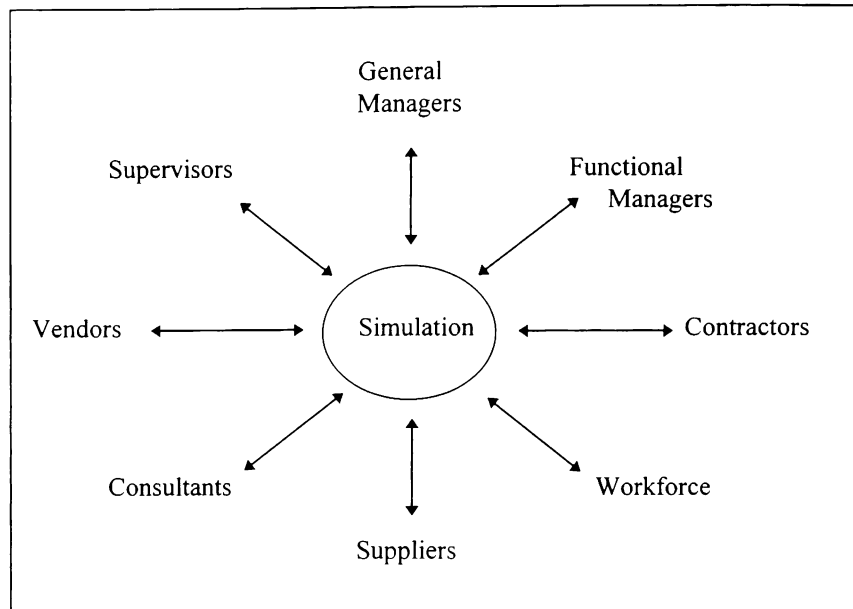 General
Managers
Supervisors
Functional
Managers
Vendors
Simulation
Contractors
Consultants
Workforce
Suppliers